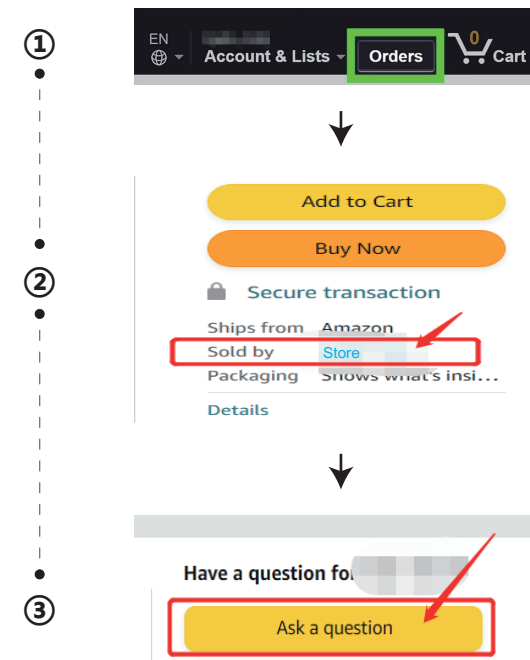 ①
EN
0
Account & Lists
Orders
Cart
Add to Cart
Buy Now
②
Secure transaction
Ships from Amazon
Sold by Store
Packaging Shows what's insi...
Details
Have a question for
③
Ask a question